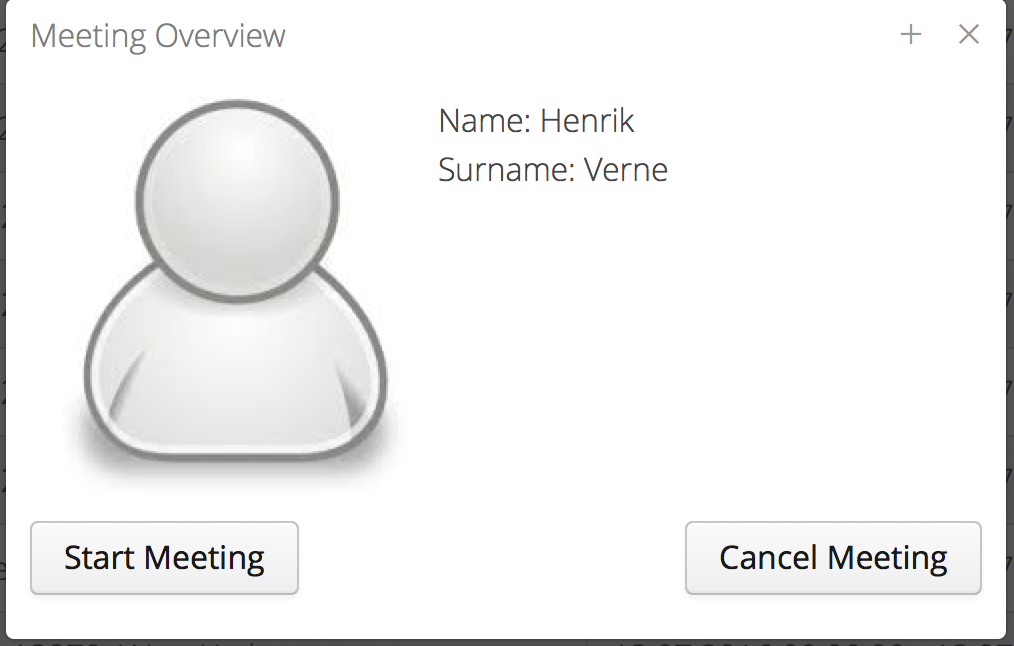 Meeting Overview
Name: Henrik
Surname: Verne
Start Meeting
Cancel Meeting